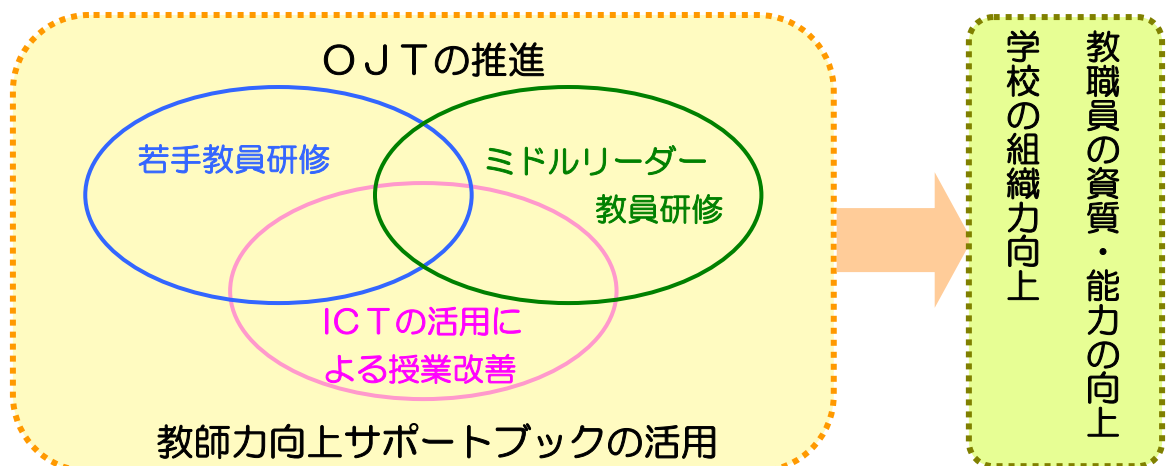 ＯＪＴの推進
若手教員研修
ミドルリーダー
教員研修
ＩＣＴの活用に
よる授業改善
教師力向上サポートブックの活用
教職員の資質・能力の向上
学校の組織力向上